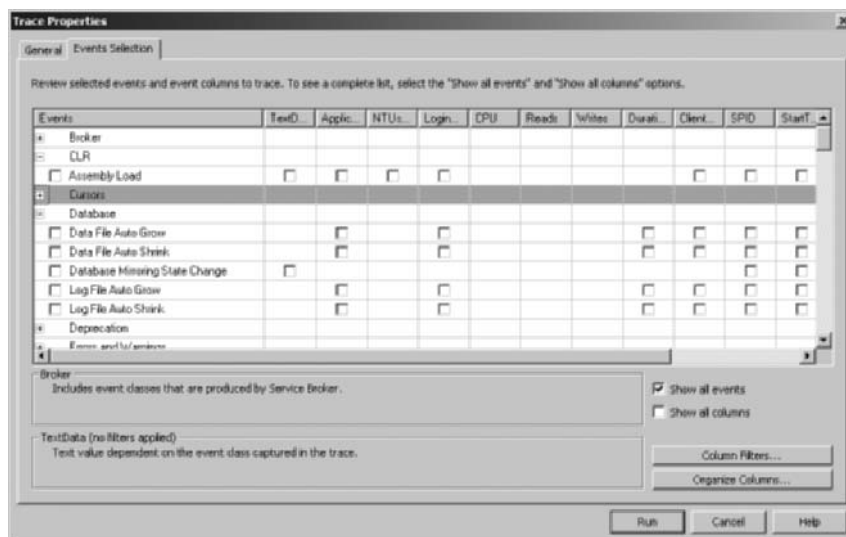 Trace Properties
General Events Selection
Review selected events and event columns to trace. To see a complete list, select the "Show all events" and "Show all columns" options.
Events TextD... Applic... NTUs... Login... CPU Reads Writes Durati... Client... SPID StartT...
Broker
CLR
Assembly Load
Cursors
Database
Data File Auto Grow
Data File Auto Shrink
Database Mirroring State Change
Log File Auto Grow
Log File Auto Shrink
Deprecation
Errors and Warnings
Broker
Includes event classes that are produced by Service Broker.
Show all events
Show all columns
TextData (no filters applied)
Text value dependent on the event class captured in the trace.
Column Filters...
Organize Columns...
Run Cancel Help